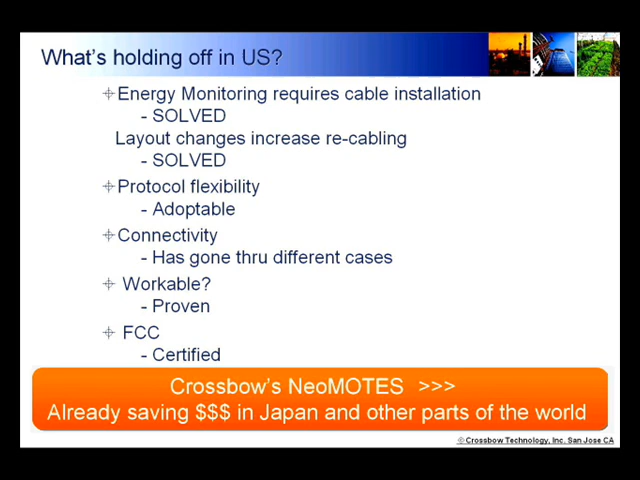 What's holding off in US?
Energy Monitoring requires cable installation
- SOLVED
Layout changes increase re-cabling
- SOLVED
Protocol flexibility
- Adoptable
Connectivity
- Has gone thru different cases
Workable?
- Proven
FCC
- Certified
Crossbow's NeoMOTES >>>
Already saving $$$ in Japan and other parts of the world
© Crossbow Technology, Inc. San Jose CA